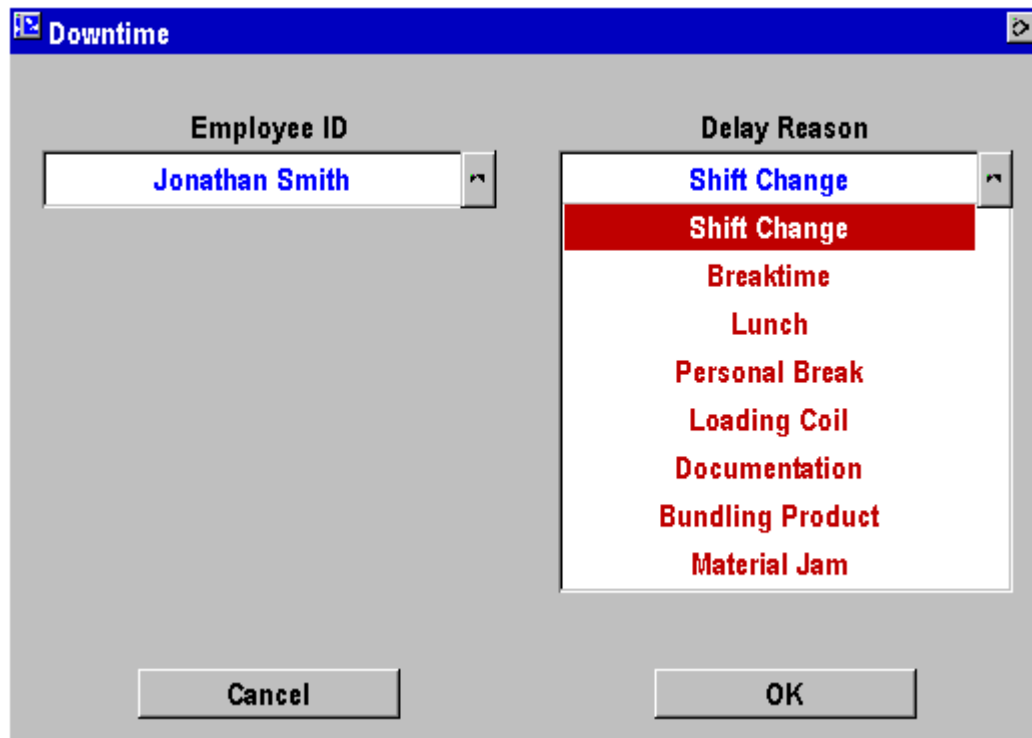 Downtime
Employee ID
Jonathan Smith
Delay Reason
Shift Change
Shift Change
Breaktime
Lunch
Personal Break
Loading Coil
Documentation
Bundling Product
Material Jam
Cancel
OK